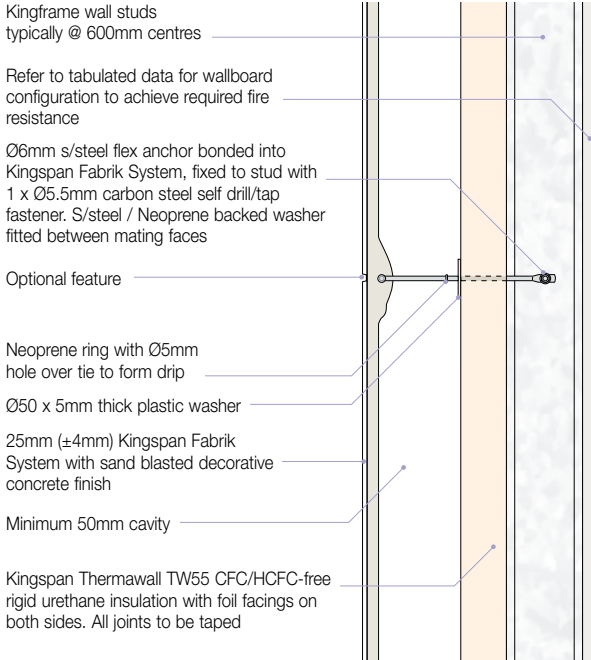 Kingframe wall studs
typically @ 600mm centres
Refer to tabulated data for wallboard
configuration to achieve required fire
resistance
Ø6mm s/steel flex anchor bonded into
Kingspan Fabrik System, fixed to stud with
1 x Ø5.5mm carbon steel self drill/tap
fastener. S/steel / Neoprene backed washer
fitted between mating faces
Optional feature
Neoprene ring with Ø5mm
hole over tie to form drip
Ø50 x 5mm thick plastic washer
25mm (±4mm) Kingspan Fabrik
System with sand blasted decorative
concrete finish
Minimum 50mm cavity
Kingspan Thermawall TW55 CFC/HCFC-free
rigid urethane insulation with foil facings on
both sides. All joints to be taped